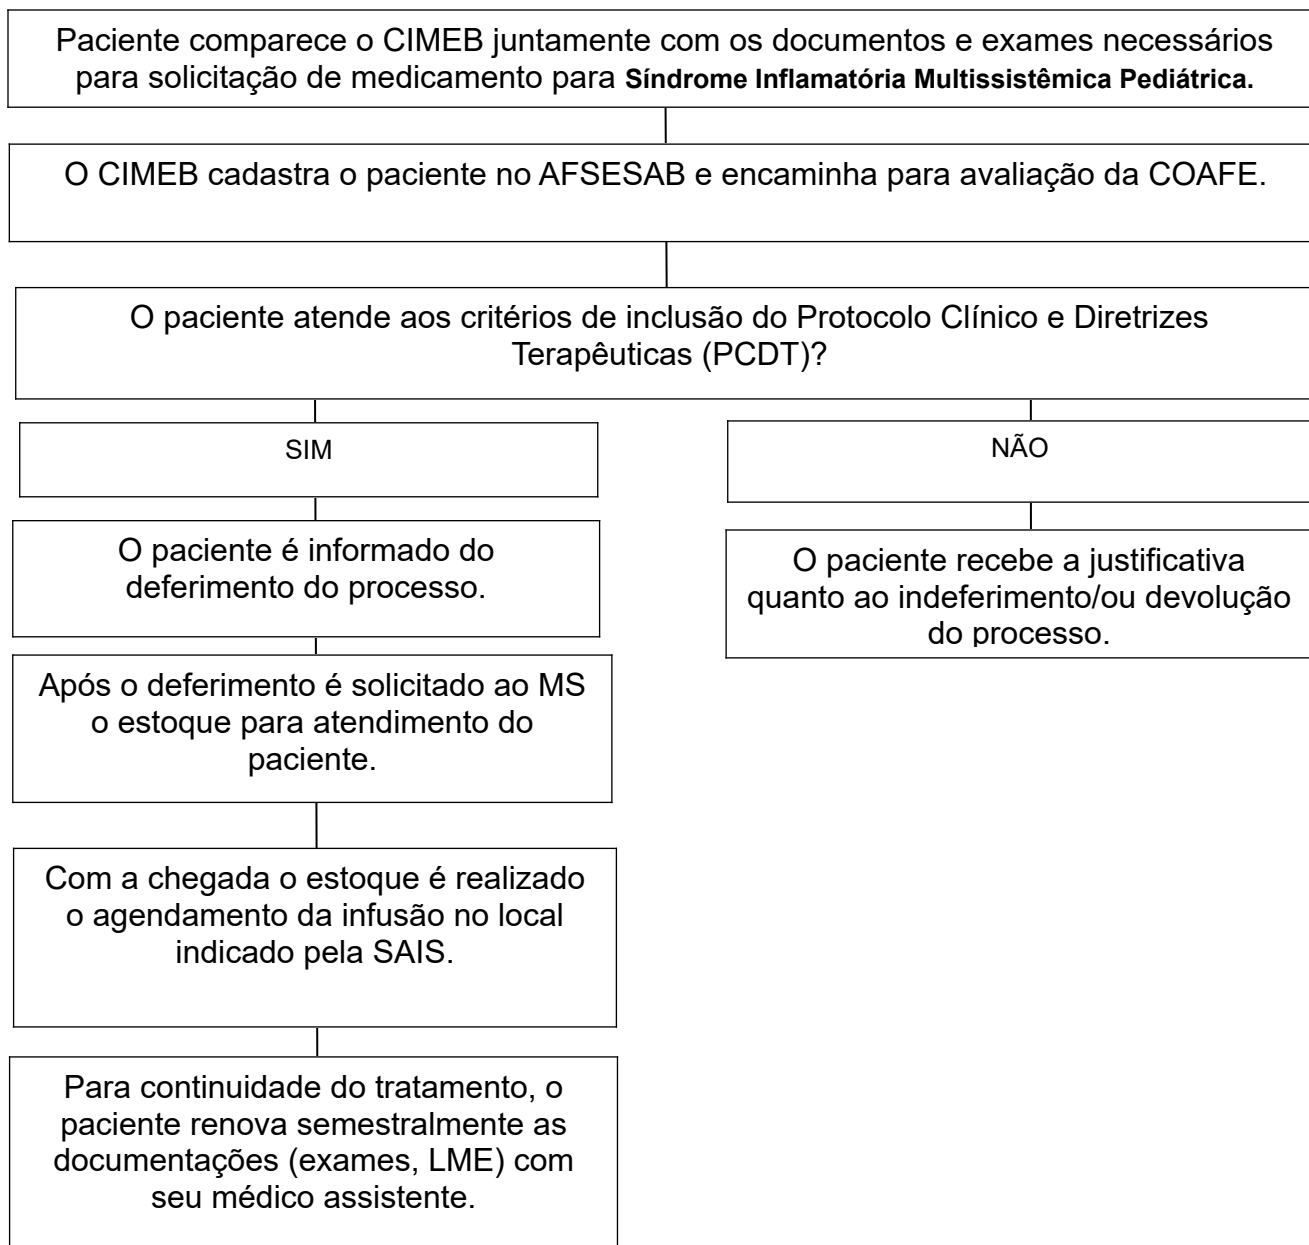 Paciente comparece o CIMEB juntamente com os documentos e exames necessários
para solicitação de medicamento para Síndrome Inflamatória Multissistêmica Pediátrica.
O CIMEB cadastra o paciente no AFSESAB e encaminha para avaliação da COAFE.
O paciente atende aos critérios de inclusão do Protocolo Clínico e Diretrizes
Terapêuticas (PCDT)?
SIM
O paciente é informado do
deferimento do processo.
Após o deferimento é solicitado ao MS
o estoque para atendimento do
paciente.
Com a chegada o estoque é realizado
o agendamento da infusão no local
indicado pela SAIS.
Para continuidade do tratamento, o
paciente renova semestralmente as
documentações (exames, LME) com
seu médico assistente.
NÃO
O paciente recebe a justificativa
quanto ao indeferimento/ou devolução
do processo.